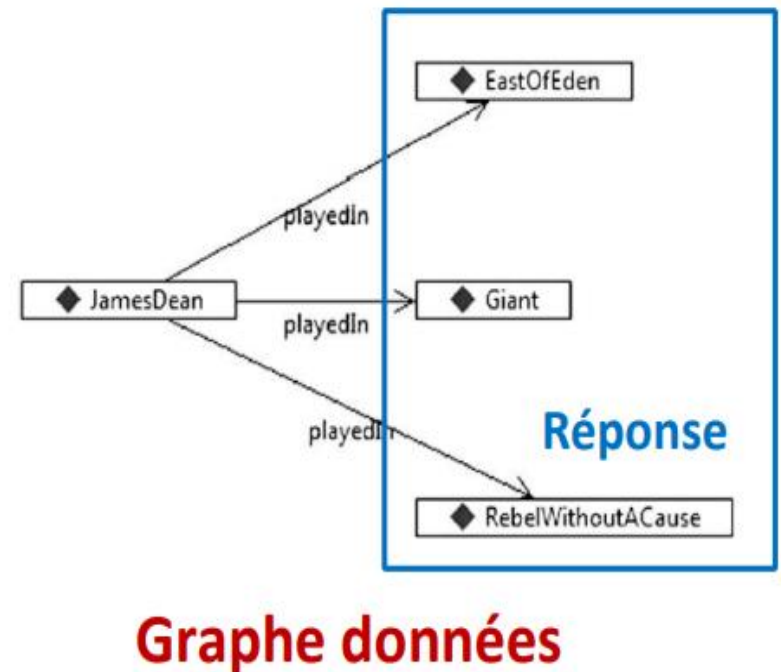 EastOfEden
playedIn
JamesDean
Giant
playedIn
playedIn
Réponse
RebelWithoutACause
Graphe données